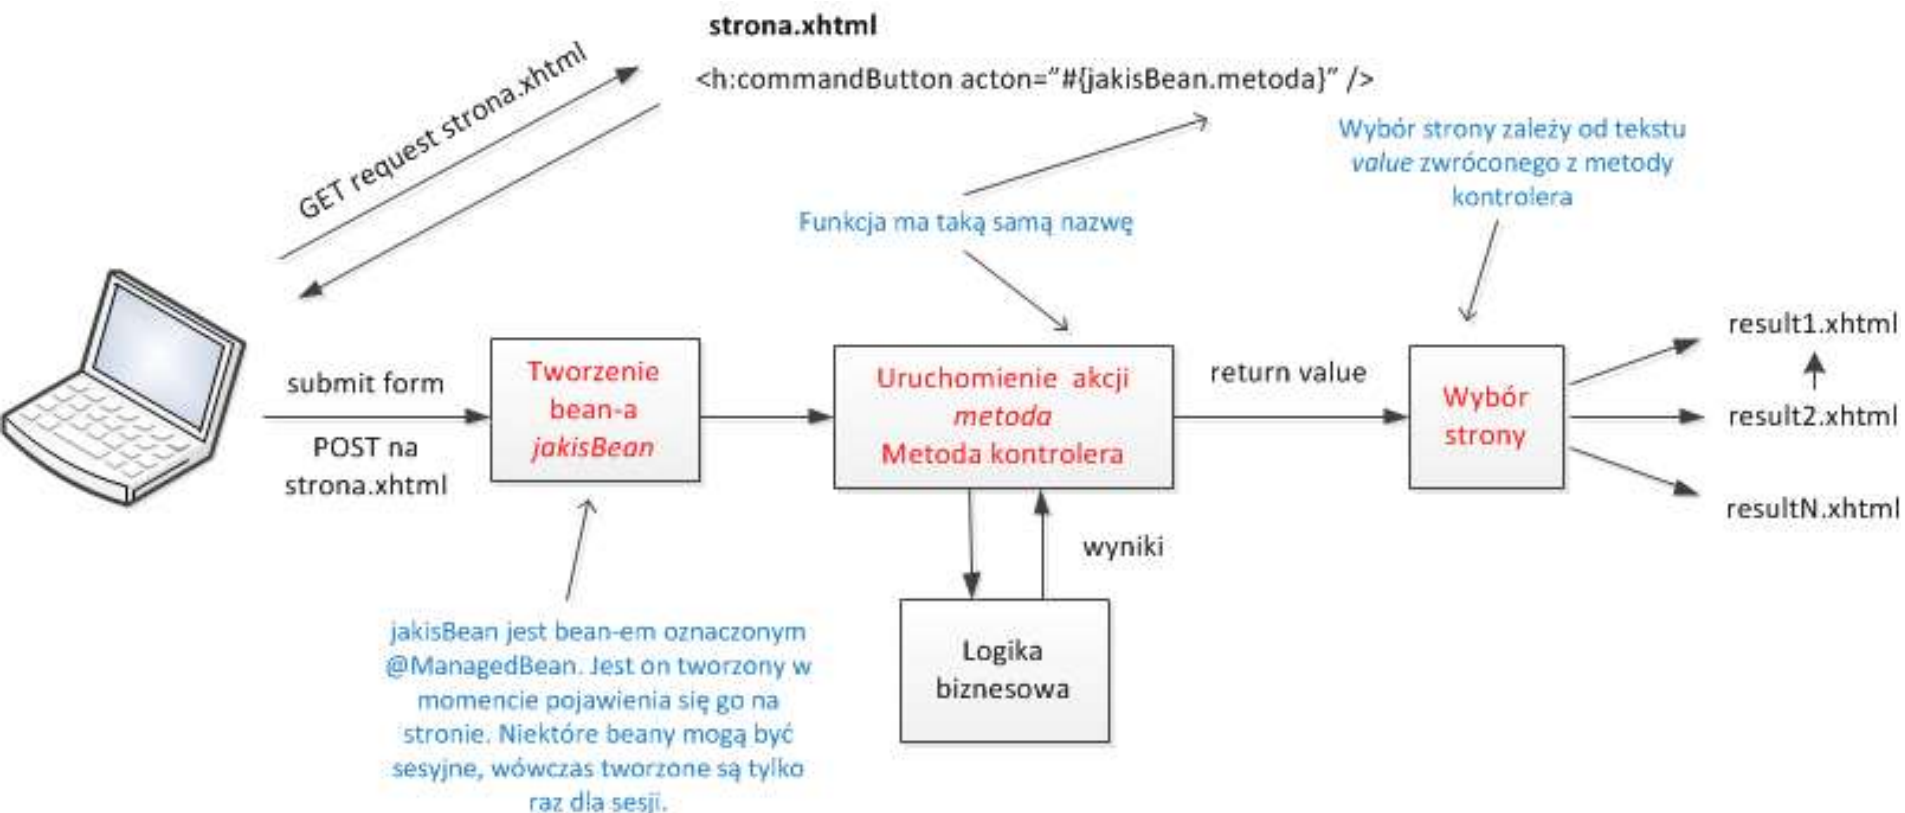 strona.xhtml
<h:commandButton acton=”#{jakisBean.metoda}” />
GET request strona.xhtml
Wybór strony zależy od tekstu
value zwróconego z metody
kontrolera
Funkcja ma taką samą nazwę
submit form
POST na
strona.xhtml
Tworzenie
bean-a
jakisBean
Uruchomienie akcji
metoda
Metoda kontrolera
return value
Wybór
strony
result1.xhtml
result2.xhtml
resultN.xhtml
wyniki
Logika
biznesowa
jakisBean jest bean-em oznaczonym
@ManagedBean. Jest on tworzony w
momencie pojawienia się go na
stronie. Niektóre beany mogą być
sesyjne, wówczas tworzone są tylko
raz dla sesji.